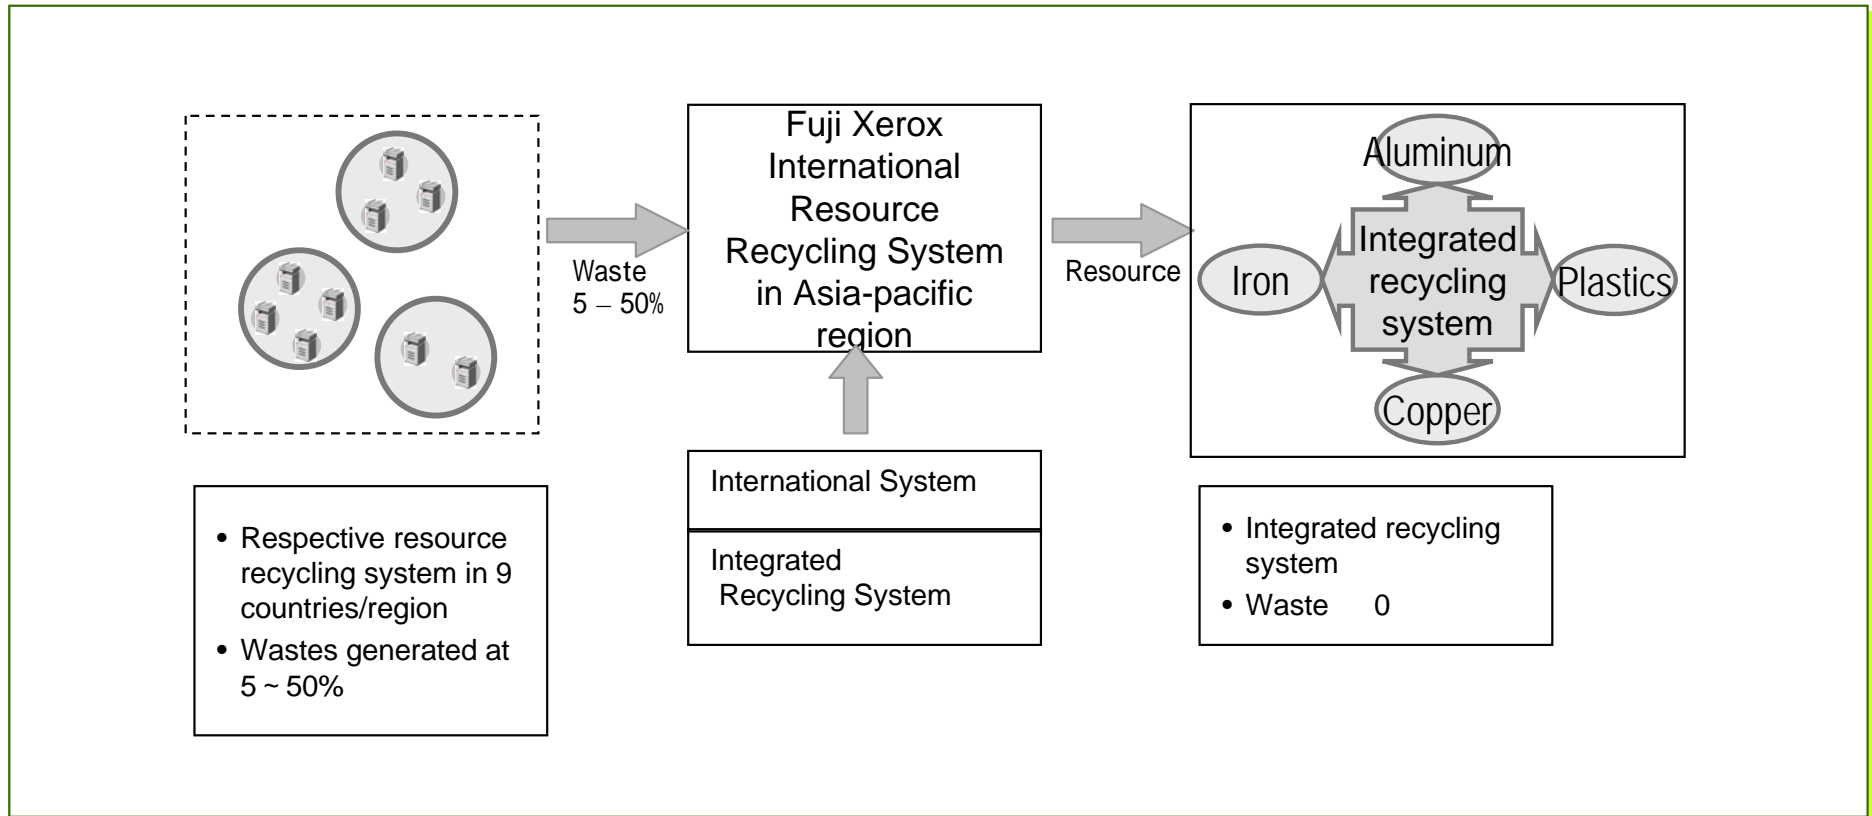 Fuji Xerox
International
Resource
Recycling System
in Asia-pacific
region
Waste
5 – 50%
Resource
Aluminum
Iron
Integrated
recycling
system
Plastics
Copper
• Respective resource
recycling system in 9
countries/region
• Wastes generated at
5 ~ 50%
International System
Integrated
Recycling System
• Integrated recycling
system
• Waste 0